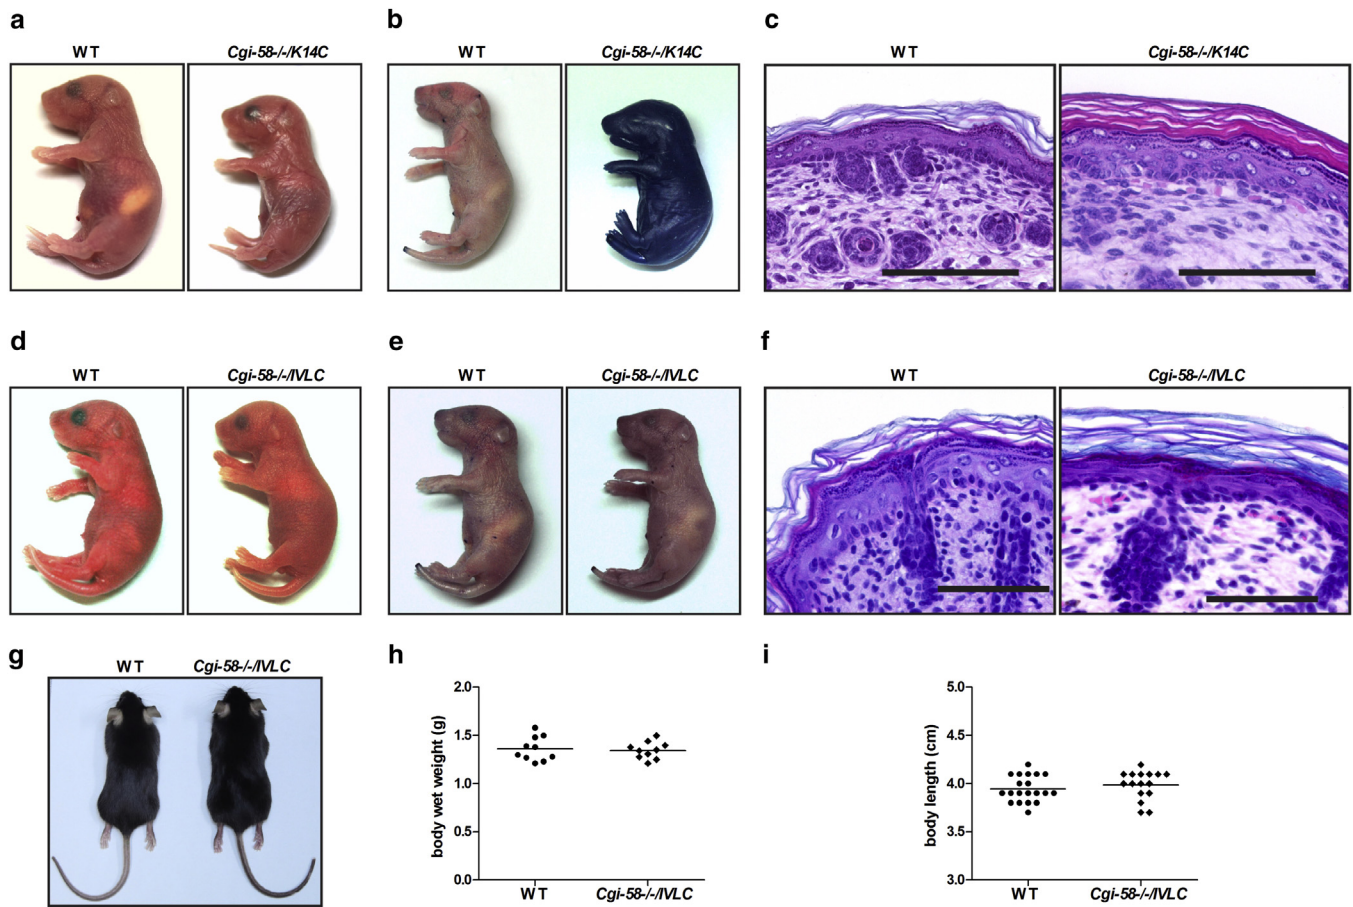 a
WT
Cgi-58-/-/K14C
b
WT
Cgi-58-/-/K14C
c
WT
Cgi-58-/-/K14C
d
WT
Cgi-58-/-/IVLC
e
WT
Cgi-58-/-/IVLC
f
WT
Cgi-58-/-/IVLC
g
WT
Cgi-58-/-/IVLC
h
body wet weight (g)
2.0
1.5
1.0
0.5
0.0
WT
Cgi-58-/-/IVLC
i
body length (cm)
5.0
4.5
4.0
3.5
3.0
WT
Cgi-58-/-/IVLC